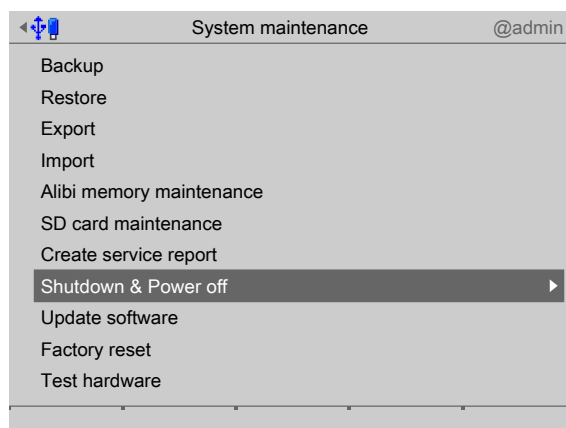 System maintenance @admin
Backup
Restore
Export
Import
Alibi memory maintenance
SD card maintenance
Create service report
Shutdown & Power off
Update software
Factory reset
Test hardware